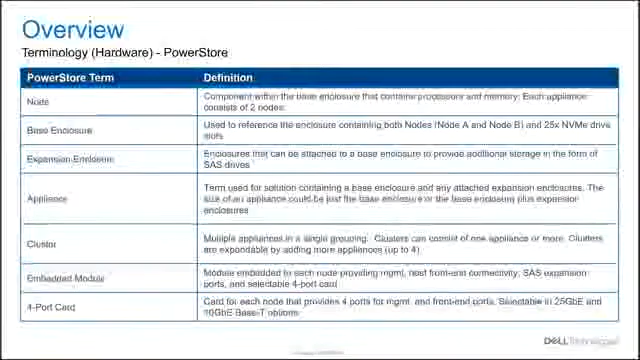 Overview
Terminology (Hardware) - PowerStore
PowerStore Term Definition
Node
Component within the base enclosure that contain processors and memory; Each appliance
consists of 2 nodes.
Base Enclosure
Used to reference the enclosure containing both Nodes (Node A and Node B) and 25x NVMe drive
slots
Expansion Enclosure
Enclosures that can be attached to a base enclosure to provide additional storage in the form of
SAS drives
Appliance
Term used for solution containing a base enclosure and any attached expansion enclosures. The
size of an appliance could be just the base enclosure or the base enclosure plus expansion
enclosures
Cluster
Multiple appliances in a single grouping. Clusters can consist of one appliance or more. Clusters
are expandable by adding more appliances (up to 4)
Embedded Module
Module embedded to each node providing mgmt, host front-end connectivity, SAS expansion
ports, and selectable 4-port card
4-Port Card
Card for each node that provides 4 ports for mgmt. and front-end ports. Selectable in 25GbE and
10GbE Base-T options
DELL Technologies